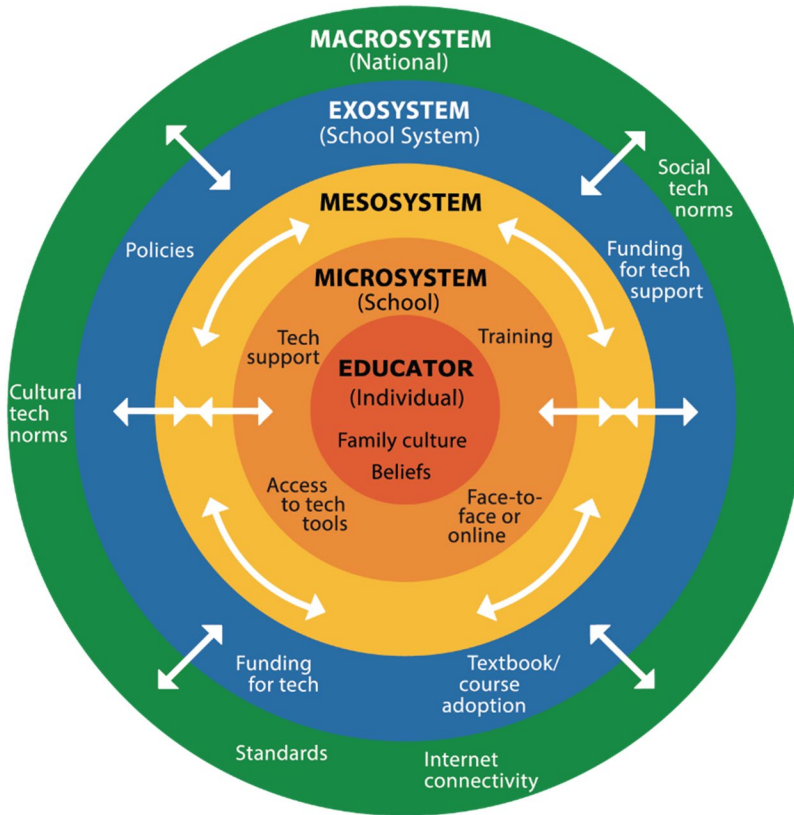 MACROSYSTEM
(National)
EXOSYSTEM
(School System)
Social
tech
norms
MESOSYSTEM
Policies
Funding
for tech
support
MICROSYSTEM
(School)
Tech
support
Training
EDUCATOR
(Individual)
Cultural
tech
norms
Family culture
Beliefs
Access
to tech
tools
Face-to-
face or
online
Funding
for tech
Textbook/
course
adoption
Standards
Internet
connectivity